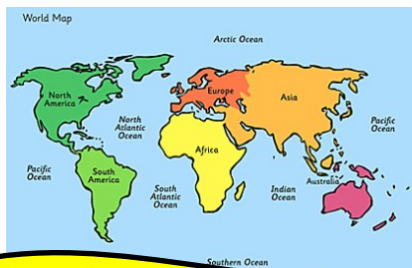 World Map
Arctic Ocean
North
America
Europe
Asia
North
Atlantic
Ocean
Pacific
Ocean
Africa
Pacific
Ocean
South
America
South
Atlantic
Ocean
Indian
Ocean
Australia
Southern Ocean